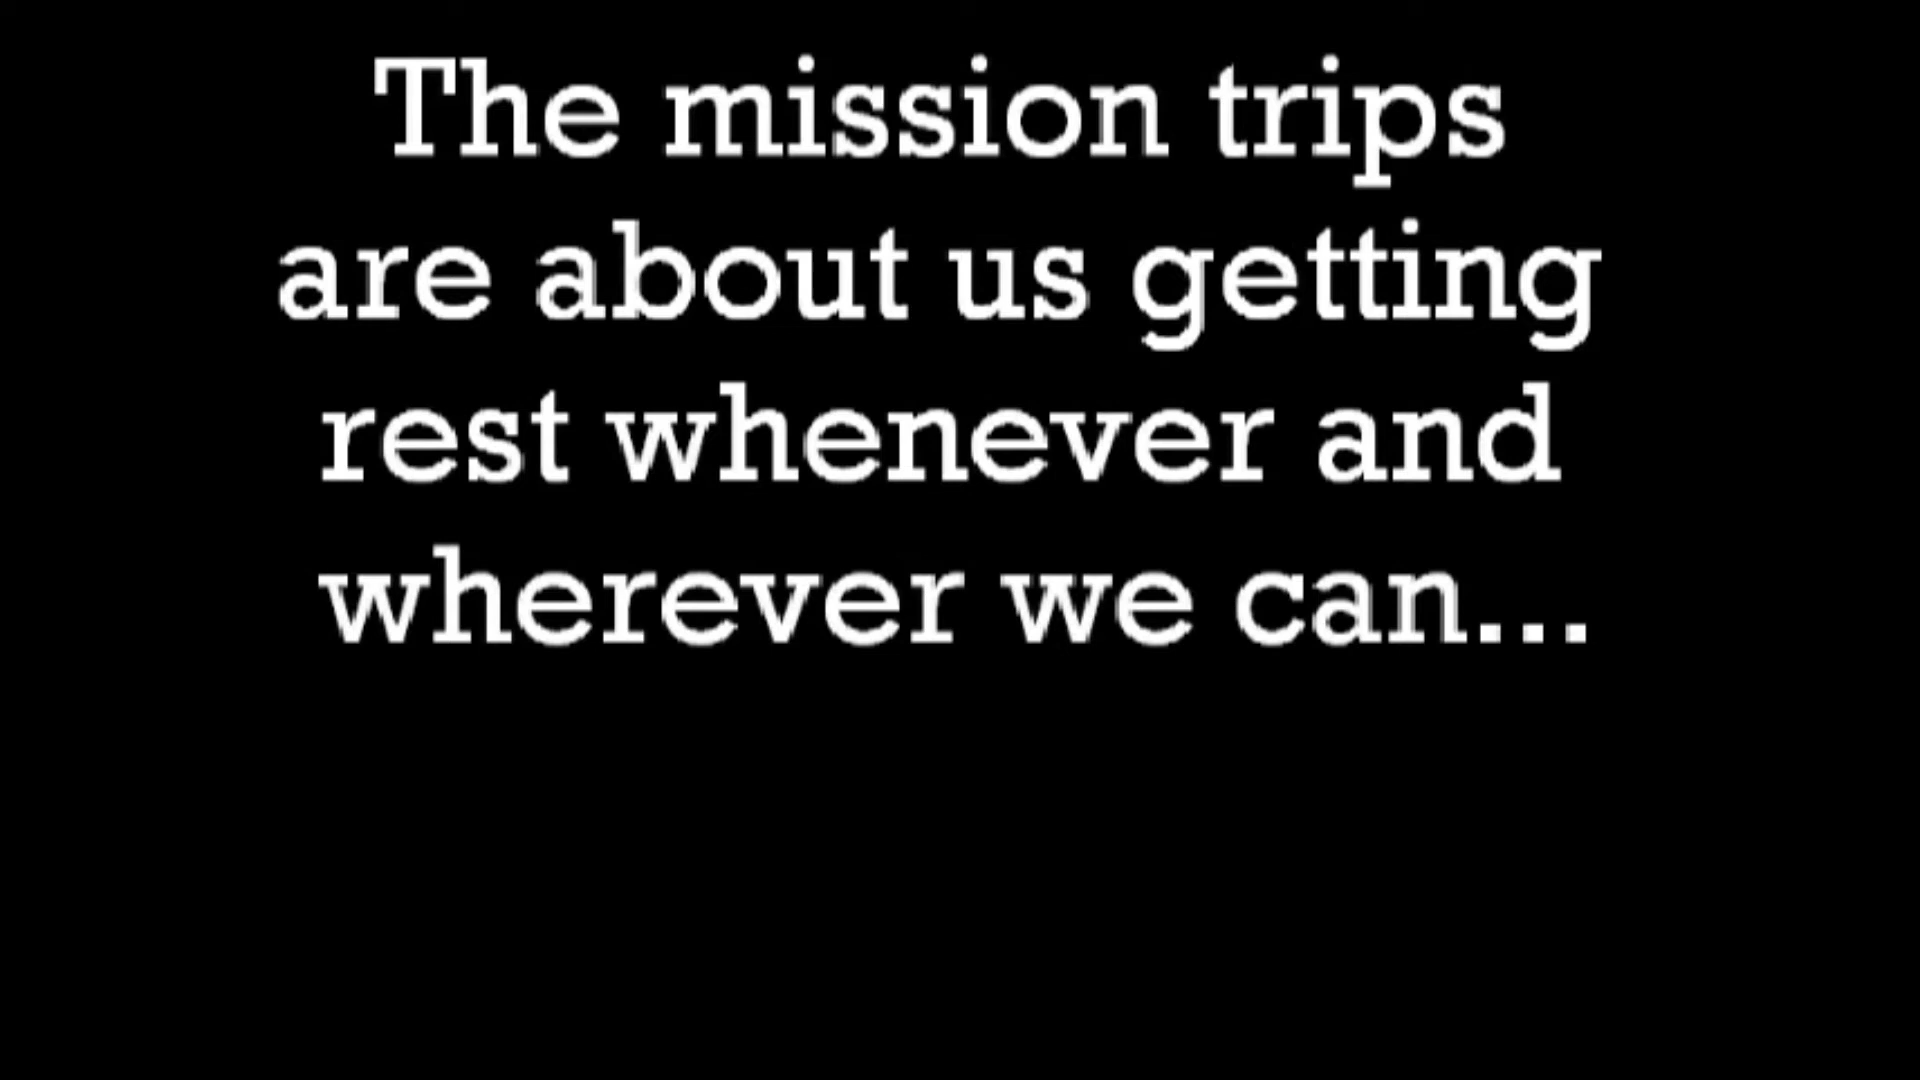 The mission trips
are about us getting
rest whenever and
wherever we can...